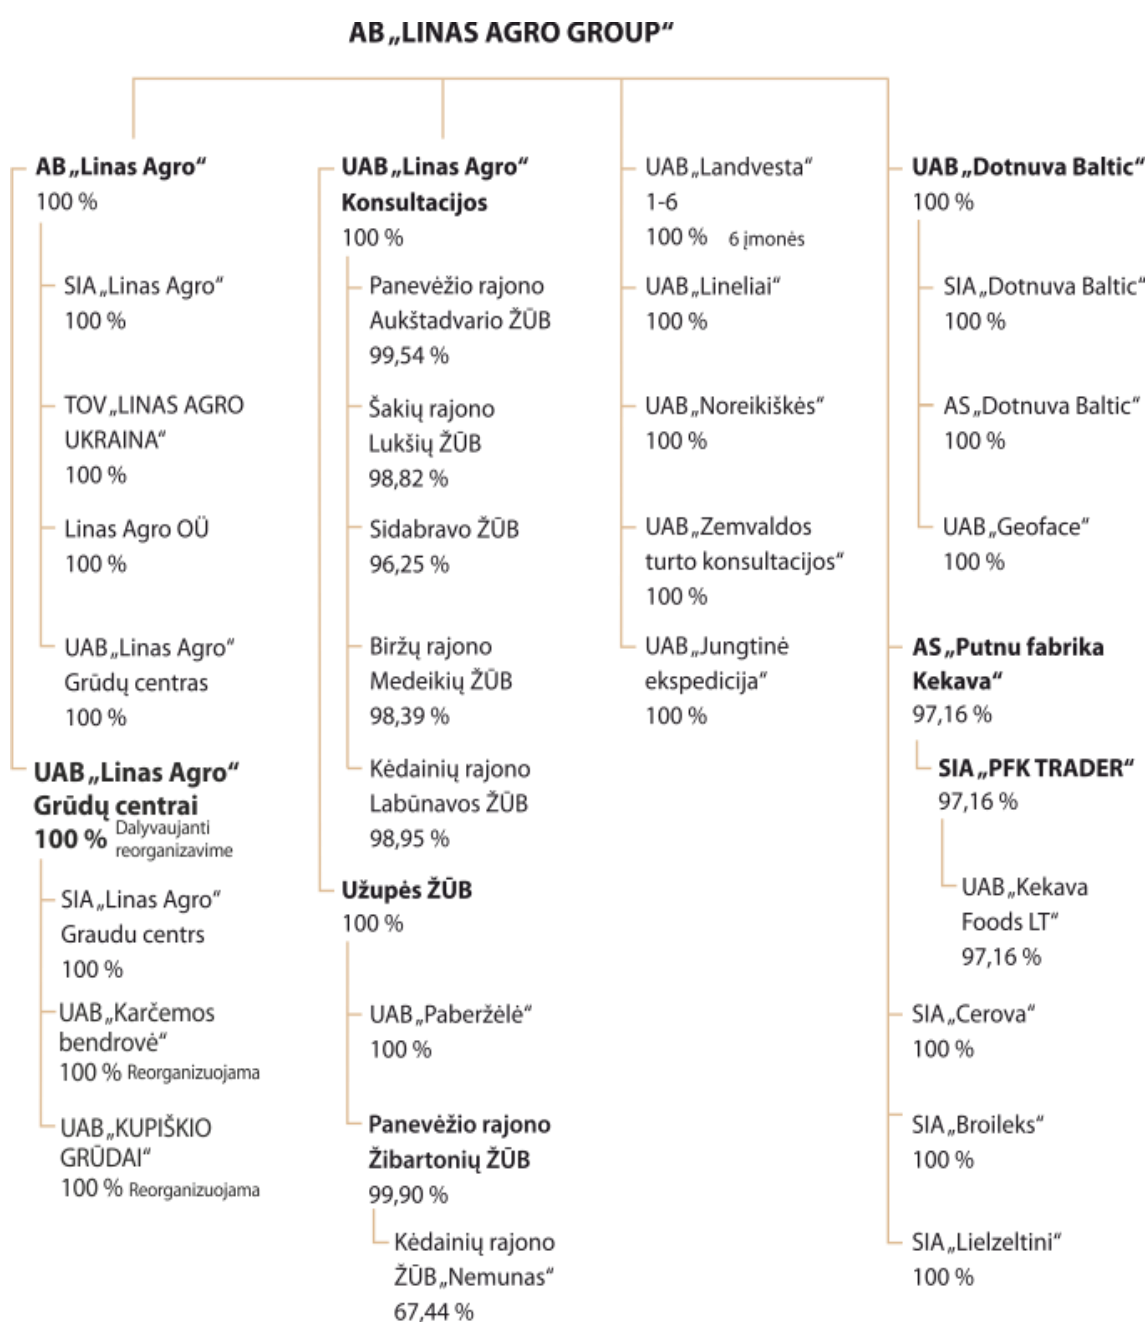 AB „LINAS AGRO GROUP“
AB „Linas Agro“
100 %
SIA „Linas Agro“
100 %
TOV „LINAS AGRO
UKRAINA“
100 %
Linas Agro OÜ
100 %
UAB „Linas Agro“
Grūdų centras
100 %
UAB „Linas Agro“
Grūdų centrai
100 % Dalyvaujanti
reorganizavime
SIA „Linas Agro“
Graudu centrs
100 %
UAB „Karčemos
bendrovė“
100 % Reorganizuojama
UAB „KUPIŠKIO
GRŪDAI“
100 % Reorganizuojama
UAB „Linas Agro“
Konsultacijos
100 %
Panevėžio rajono
Aukštadvario ŽŪB
99,54 %
Šakių rajono
Lukšių ŽŪB
98,82 %
Sidabravo ŽŪB
96,25 %
Biržų rajono
Medeikių ŽŪB
98,39 %
Kėdainių rajono
Labūnavos ŽŪB
98,95 %
Užupės ŽŪB
100 %
UAB „Paberžėlė“
100 %
Panevėžio rajono
Žibartonių ŽŪB
99,90 %
Kėdainių rajono
ŽŪB „Nemunas“
67,44 %
UAB „Landvesta“
1-6
100 % 6 įmonės
UAB „Lineliai“
100 %
UAB „Noreikiškės“
100 %
UAB „Zemvaldos
turto konsultacijos“
100 %
UAB „Jungtinė
ekspedicija“
100 %
UAB „Dotnuva Baltic“
100 %
SIA „Dotnuva Baltic“
100 %
AS „Dotnuva Baltic“
100 %
UAB „Geoface“
100 %
AS „Putnu fabrika
Kekava“
97,16 %
SIA „PFK TRADER“
97,16 %
UAB „Kekava
Foods LT“
97,16 %
SIA „Cerova“
100 %
SIA „Broileks“
100 %
SIA „Lielzeltini“
100 %